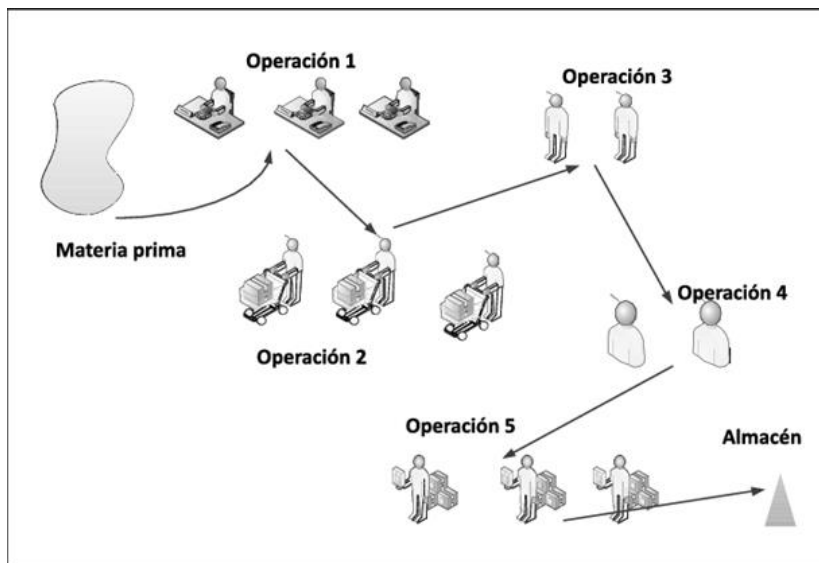 Operación 1
Operación 3
Materia prima
Operación 4
Operación 2
Operación 5
Almacén